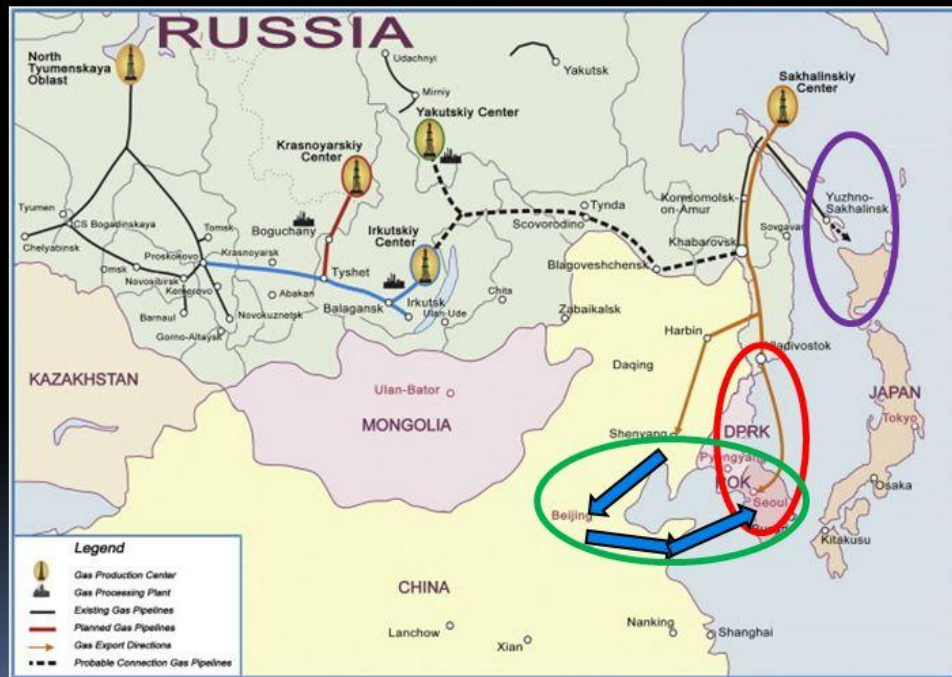 RUSSIA
North
Tyumenskaya
Oblast
Udachnyi
Mirniy
Yakutsk
Sakhalinskiy
Center
Yakutskiy Center
Krasnoyarskiy
Center
Yuzhno-
Sakhalinsk
Tyumen
CS Bogadinskaya
Chelyabinsk
Tomsk
Boguchany
Irkutskiy
Center
Tynda
Scovorodino
Komsomolsk-
on-Amur
Sovgavan
Proskokovo
Krasnoyarsk
Khabarovsk
Omsk
Novosibirsk
Kemerovo
Tyshet
Blagoveshchensk
Barnaul
Novokuznetsk
Abakan
Balagansk
Irkutsk
Ulan-Ude
Chita
Zabaikalsk
Gorno-Altaysk
Harbin
Vladivostok
Daqing
KAZAKHSTAN
Ulan-Bator
MONGOLIA
JAPAN
Tokyo
Shenyang
DPRK
Pyongyang
ROK
Seoul
Osaka
Beijing
Kitakusu
CHINA
Lanchow
Xian
Nanking
Shanghai
Legend
Gas Production Center
Gas Processing Plant
Existing Gas Pipelines
Planned Gas Pipelines
Gas Export Directions
Probable Connection Gas Pipelines